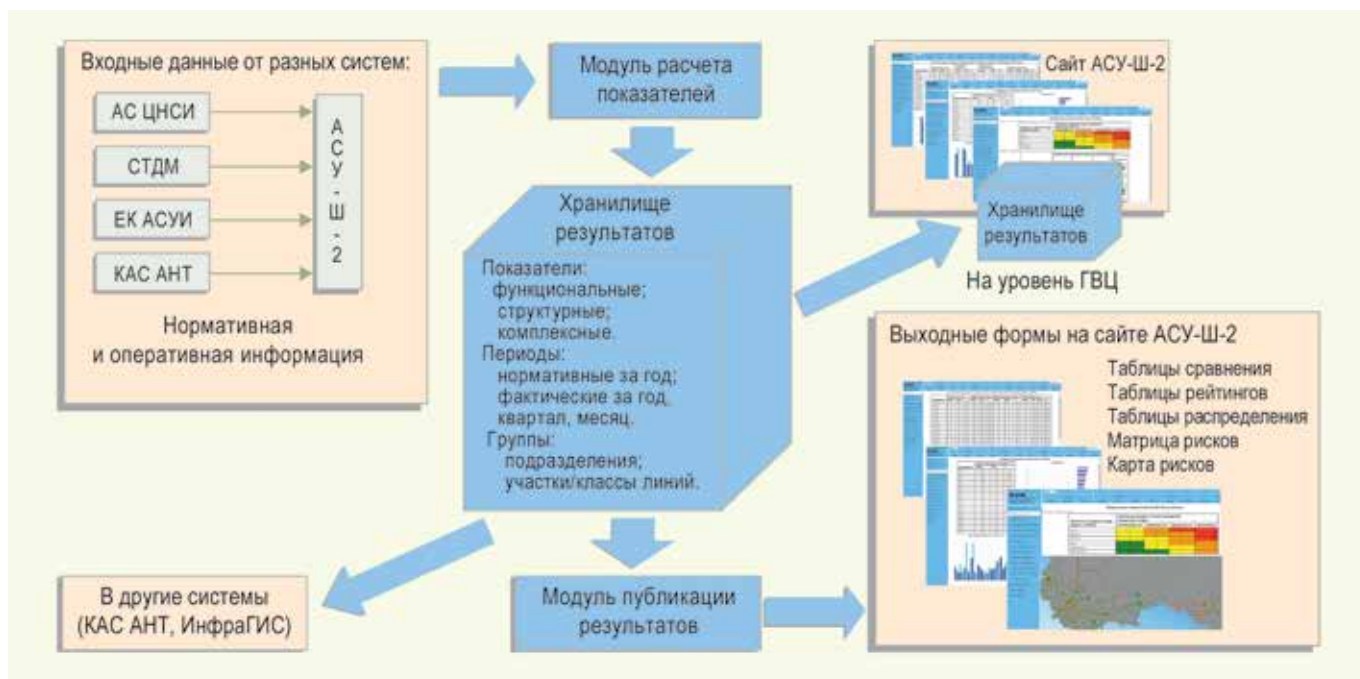 Входные данные от разных систем:
АС ЦНСИ
СТДМ
ЕК АСУИ
КАС АНТ
АСУ-Ш-2
Нормативная
и оперативная информация
Модуль расчета
показателей
Хранилище
результатов
Показатели:
функциональные;
структурные;
комплексные.
Периоды:
нормативные за год;
фактические за год,
квартал, месяц.
Группы:
подразделения;
участки/классы линий.
Сайт АСУ-Ш-2
Хранилище
результатов
На уровень ГВЦ
Выходные формы на сайте АСУ-Ш-2
Таблицы сравнения
Таблицы рейтингов
Таблицы распределения
Матрица рисков
Карта рисков
В другие системы
(КАС АНТ, ИнфраГИС)
Модуль публикации
результатов